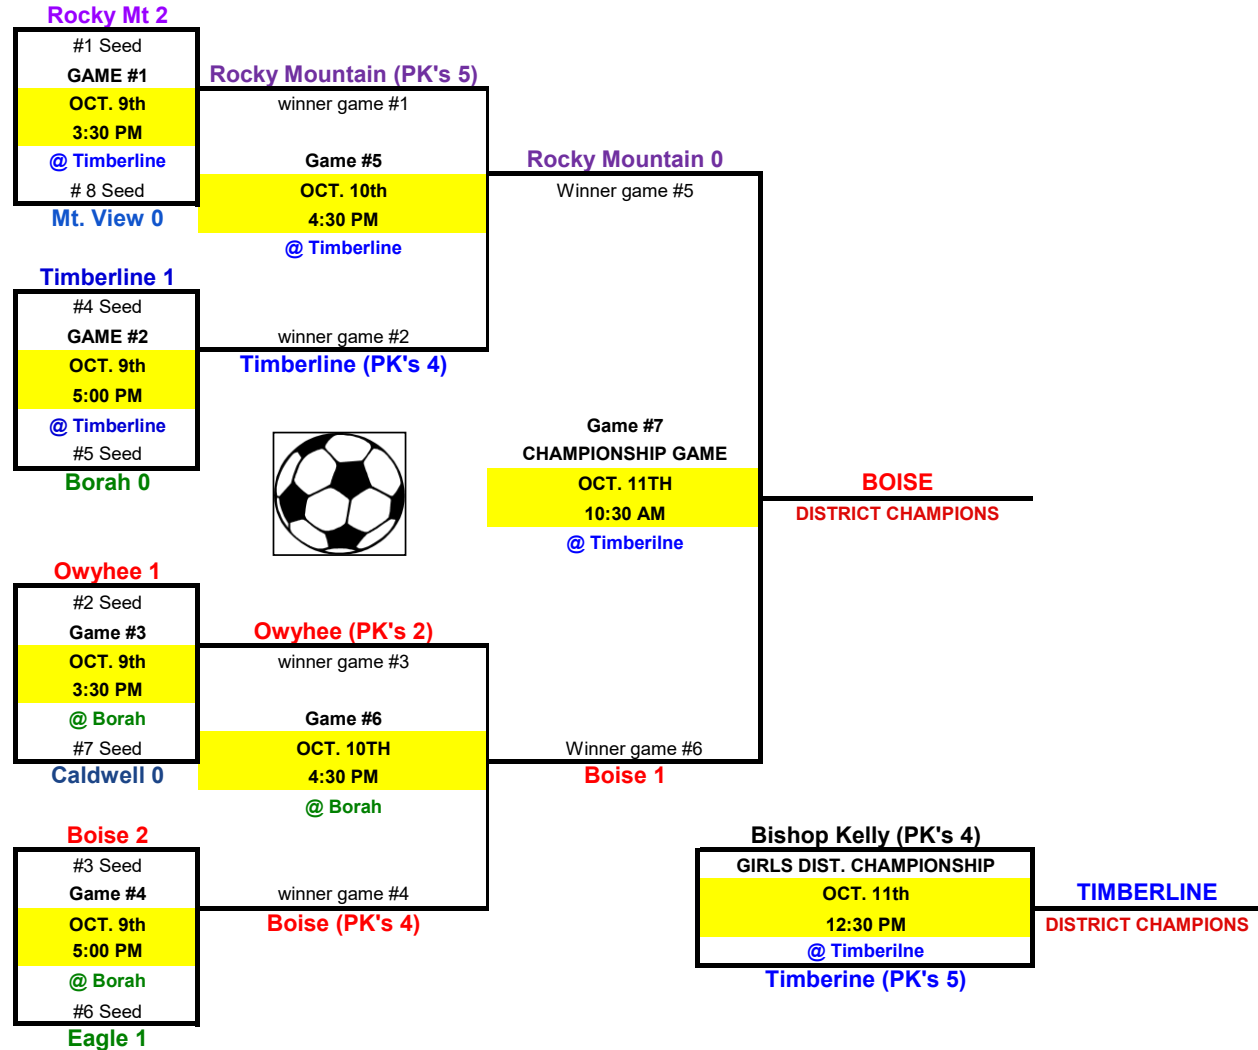 Rocky Mt 2
#1 Seed
GAME #1
OCT. 9th
3:30 PM
@ Timberline
# 8 Seed
Mt. View 0
Timberline 1
#4 Seed
GAME #2
OCT. 9th
5:00 PM
@ Timberline
#5 Seed
Borah 0
Owyhee 1
#2 Seed
Game #3
OCT. 9th
3:30 PM
@ Borah
#7 Seed
Caldwell 0
Boise 2
#3 Seed
Game #4
OCT. 9th
5:00 PM
@ Borah
#6 Seed
Eagle 1
Rocky Mountain (PK's 5)
winner game #1
Game #5
OCT. 10th
4:30 PM
@ Timberline
winner game #2
Timberline (PK's 4)
Owyhee (PK's 2)
winner game #3
Game #6
OCT. 10TH
4:30 PM
@ Borah
winner game #4
Boise (PK's 4)
Rocky Mountain 0
Winner game #5
Game #7
CHAMPIONSHIP GAME
OCT. 11TH
10:30 AM
@ Timberilne
Winner game #6
Boise 1
BOISE
DISTRICT CHAMPIONS
Bishop Kelly (PK's 4)
GIRLS DIST. CHAMPIONSHIP
OCT. 11th
12:30 PM
@ Timberilne
Timberine (PK's 5)
TIMBERLINE
DISTRICT CHAMPIONS